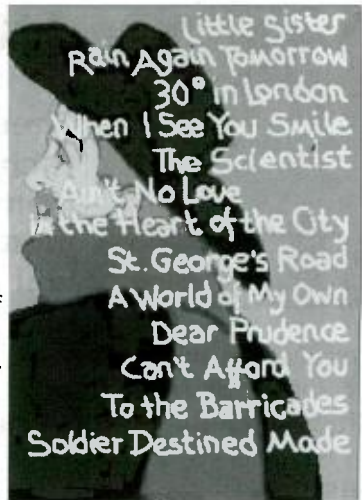 Little Sister
Rain Again Tomorrow
30° in London
When I See You Smile
The Scientist
Ain't No Love
in the Heart of the City
St. George's Road
A World of My Own
Dear Prudence
Can't Afford You
To the Barricades
Soldier Destined Made